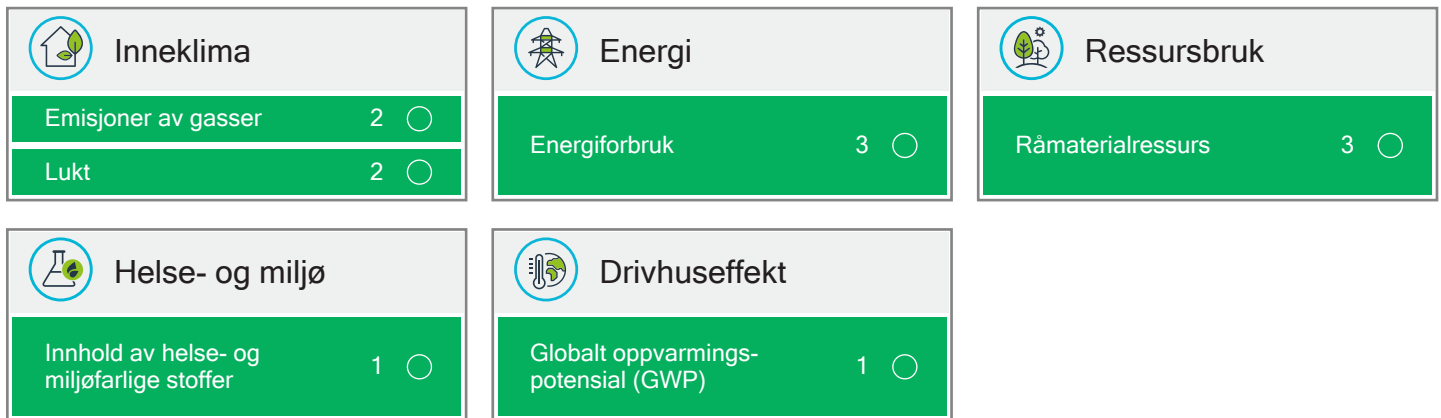 Inneklima
Emisjoner av gasser 2
Lukt 2
Energi
Energiforbruk 3
Ressursbruk
Råmaterialressurs 3
Helse- og miljø
Innhold av helse- og
miljøfarlige stoffer 1
Drivhuseffekt
Globalt oppvarmings-
potensial (GWP) 1